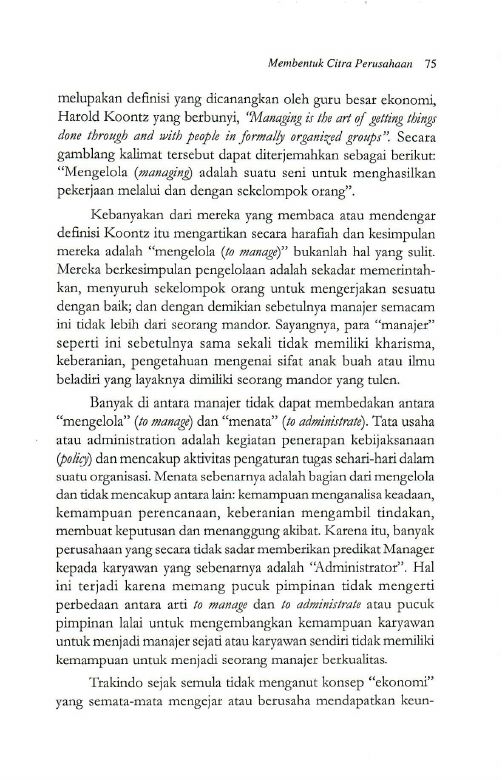 Membentuk Citra Perusahaan 75
melupakan definisi yang dicanangkan oleh guru besar ekonomi,
Harold Koontz yang berbunyi, "Managing is the art of getting things
done through and with people in formally organized groups". Secara
gamblang kalimat tersebut dapat diterjemahkan sebagai berikut:
"Mengelola (managing) adalah suatu seni untuk menghasilkan
pekerjaan melalui dan dengan sekelompok orang".
Kebanyakan dari mereka yang membaca atau mendengar
definisi Koontz itu mengartikan secara harafiah dan kesimpulan
mereka adalah "mengelola (to manage)" bukanlah hal yang sulit.
Mereka berkesimpulan pengelolaan adalah sekadar memerintah-
kan, menyuruh sekelompok orang untuk mengerjakan sesuatu
dengan baik; dan dengan demikian sebetulnya manajer semacam
ini tidak lebih dari seorang mandor. Sayangnya, para "manajer"
seperti ini sebetulnya sama sekali tidak memiliki kharisma,
keberanian, pengetahuan mengenai sifat anak buah atau ilmu
beladiri yang layaknya dimiliki seorang mandor yang tulen.
Banyak di antara manajer tidak dapat membedakan antara
"mengelola" (to manage) dan "menata" (to administrate). Tata usaha
atau administration adalah kegiatan penerapan kebijaksanaan
(policy) dan mencakup aktivitas pengaturan tugas sehari-hari dalam
suatu organisasi. Menata sebenarnya adalah bagian dari mengelola
dan tidak mencakup antara lain: kemampuan menganalisa keadaan,
kemampuan perencanaan, keberanian mengambil tindakan,
membuat keputusan dan menanggung akibat. Karena itu, banyak
perusahaan yang secara tidak sadar memberikan predikat Manager
kepada karyawan yang sebenarnya adalah "Administrator". Hal
ini terjadi karena memang pucuk pimpinan tidak mengerti
perbedaan antara arti to manage dan to administrate atau pucuk
pimpinan lalai untuk mengembangkan kemampuan karyawan
untuk menjadi manajer sejati atau karyawan sendiri tidak memiliki
kemampuan untuk menjadi seorang manajer berkualitas.
Trakindo sejak semula tidak menganut konsep "ekonomi"
yang semata-mata mengejar atau berusaha mendapatkan keun-